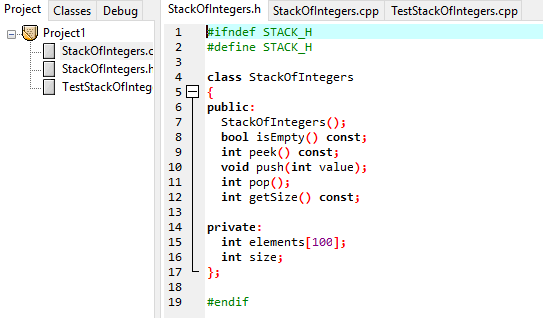 Project Classes Debug
Project1
StackOfIntegers.c
StackOfIntegers.h
TestStackOfInteg
StackOfIntegers.h StackOfIntegers.cpp TestStackOfIntegers.cpp
1 #ifndef STACK_H
2 #define STACK_H
3
4 class StackOfIntegers
5 {
6 public:
7 StackOfIntegers();
8 bool isEmpty() const;
9 int peek() const;
10 void push(int value);
11 int pop();
12 int getSize() const;
13
14 private:
15 int elements[100];
16 int size;
17 };
18
19 #endif